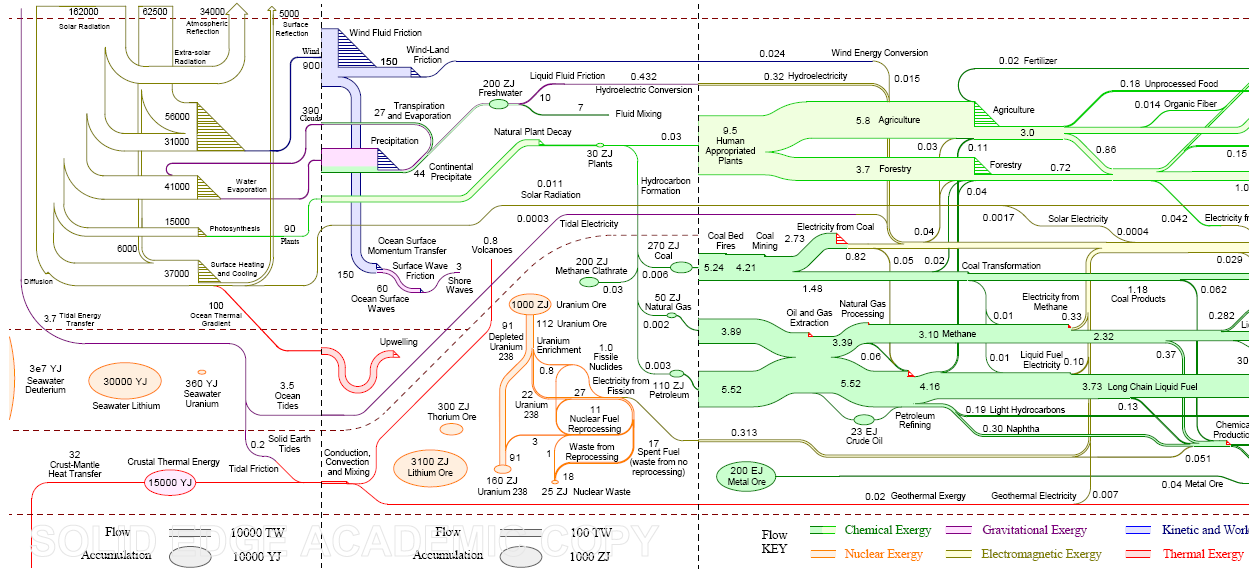 162000
62500
34000
5000
Solar Radiation
Atmospheric
Reflection
Surface
Reflection
Extra-solar
Radiation
Wind
900
56000
31000
390
Clouds
41000
Water
Evaporation
15000
Photosynthesis
90
Plants
6000
37000
Surface Heating
and Cooling
Diffusion
100
Ocean Thermal
Gradient
3.7 Tidal Energy
Transfer
3e7 YJ
Seawater
Deuterium
30000 YJ
Seawater Lithium
360 YJ
Seawater
Uranium
3.5
Ocean
Tides
0.2
Solid Earth
Tides
Tidal Friction
32
Crust-Mantle
Heat Transfer
Crustal Thermal Energy
15000 YJ
Wind Fluid Friction
150
Wind-Land
Friction
27
Transpiration
and Evaporation
Precipitation
44
Continental
Precipitate
200 ZJ
Freshwater
Liquid Fluid Friction
0.432
Hydroelectric Conversion
10
7
Fluid Mixing
Natural Plant Decay
0.03
30 ZJ
Plants
Hydrocarbon
Formation
0.011
Solar Radiation
0.0003
Tidal Electricity
Ocean Surface
Momentum Transfer
0.8
Volcanoes
150
Surface Wave
Friction
3
Shore
Waves
60
Ocean Surface
Waves
200 ZJ
Methane Clathrate
0.03
270 ZJ
Coal
0.006
50 ZJ
Natural Gas
0.002
0.003
110 ZJ
Petroleum
Upwelling
1000 ZJ
Uranium Ore
91
Depleted
Uranium
238
112 Uranium Ore
Uranium
Enrichment
1.0
Fissile
Nuclides
0.8
Electricity from
Fission
27
22
Uranium
238
11
Nuclear Fuel
Reprocessing
300 ZJ
Thorium Ore
3
1
Waste from
Reprocessing
17
Spent Fuel
(waste from no
reprocessing)
3100 ZJ
Lithium Ore
91
160 ZJ
Uranium 238
18
25 ZJ
Nuclear Waste
Conduction,
Convection
and Mixing
0.313
0.024
Wind Energy Conversion
0.32
Hydroelectricity
0.015
0.02 Fertilizer
0.18 Unprocessed Food
0.014 Organic Fiber
9.5
Human
Appropriated
Plants
5.8 Agriculture
Agriculture
3.0
0.03
0.11
0.86
0.15
3.7 Forestry
Forestry
0.72
0.04
1.0
0.0017
Solar Electricity
0.0004
0.042
Electricity f
0.04
Coal Bed
Fires
Coal
Mining
2.73
Electricity from Coal
5.24
4.21
0.82
0.05
0.02
Coal Transformation
0.029
1.48
1.18
Coal Products
0.062
Oil and Gas
Extraction
Natural Gas
Processing
0.01
Electricity from
Methane
0.33
0.282
3.89
3.39
3.10 Methane
2.32
0.06
0.01
Liquid Fuel
Electricity
0.10
0.37
30
5.52
5.52
4.16
3.73 Long Chain Liquid Fuel
0.13
23 EJ
Crude Oil
Petroleum
Refining
0.19 Light Hydrocarbons
0.30 Naphtha
Chemica
Productio
0.051
200 EJ
Metal Ore
0.04 Metal Ore
0.02 Geothermal Exergy
Geothermal Electricity
0.007
Flow
10000 TW
Accumulation
10000 YJ
Flow
100 TW
Accumulation
1000 ZJ
Flow
KEY
Chemical Exergy
Gravitational Exergy
Kinetic and Work
Nuclear Exergy
Electromagnetic Exergy
Thermal Exergy
SOLID EDGE ACADEMIC COPY